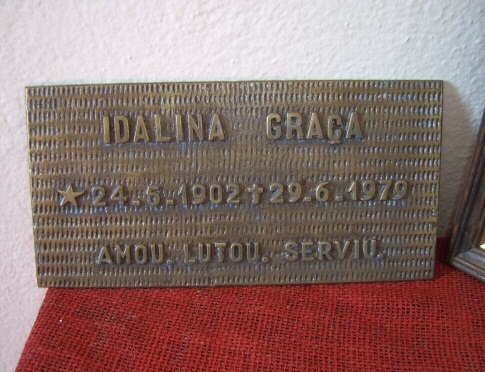 IDALINA GRAÇA
★24.5.1902✝29.6.1979
AMOU. LUTOU. SERVIU.